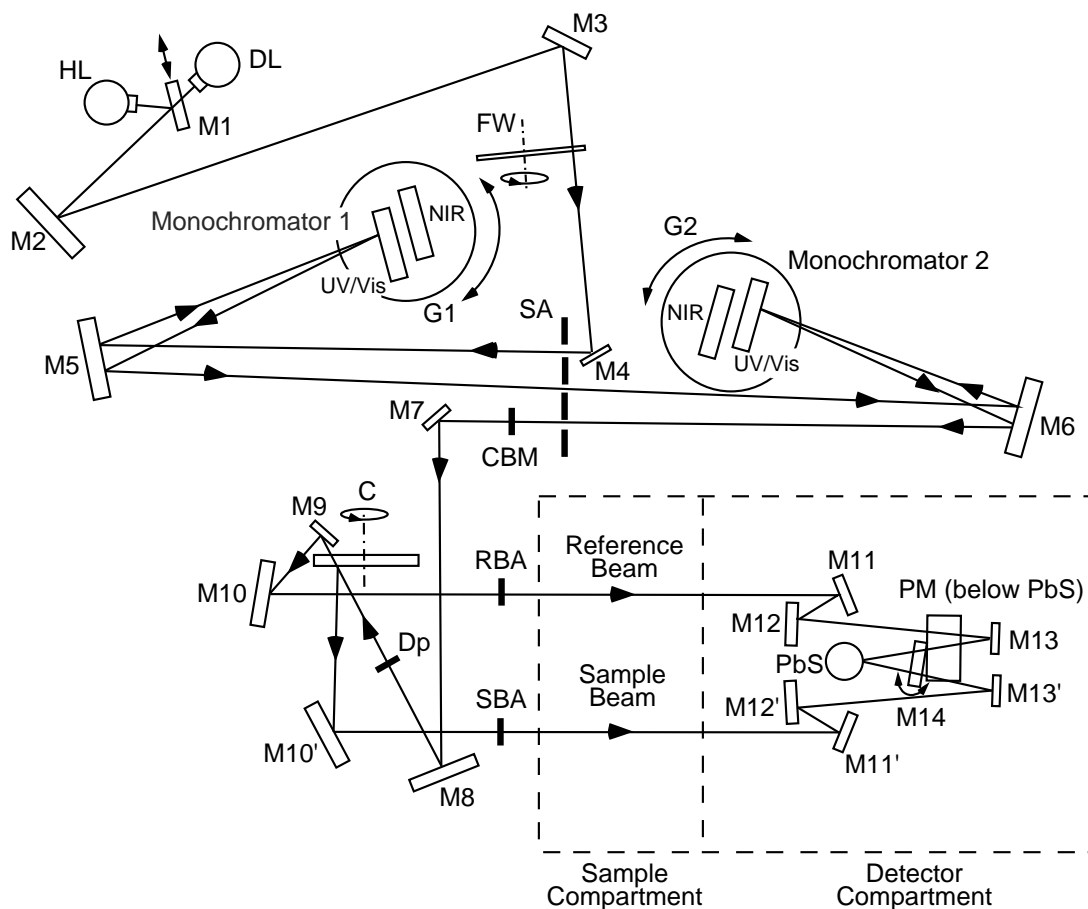 M3
DL
HL
M1
FW
M2
Monochromator 1
NIR
UV/Vis
G1
G2
Monochromator 2
NIR
UV/Vis
SA
M5
M4
M6
M7
CBM
C
M9
M10
RBA
Reference
Beam
M11
PM (below PbS)
M12
M13
Dp
PbS
Sample
Beam
SBA
M12'
M13'
M14
M10'
M11'
M8
Sample
Compartment
Detector
Compartment